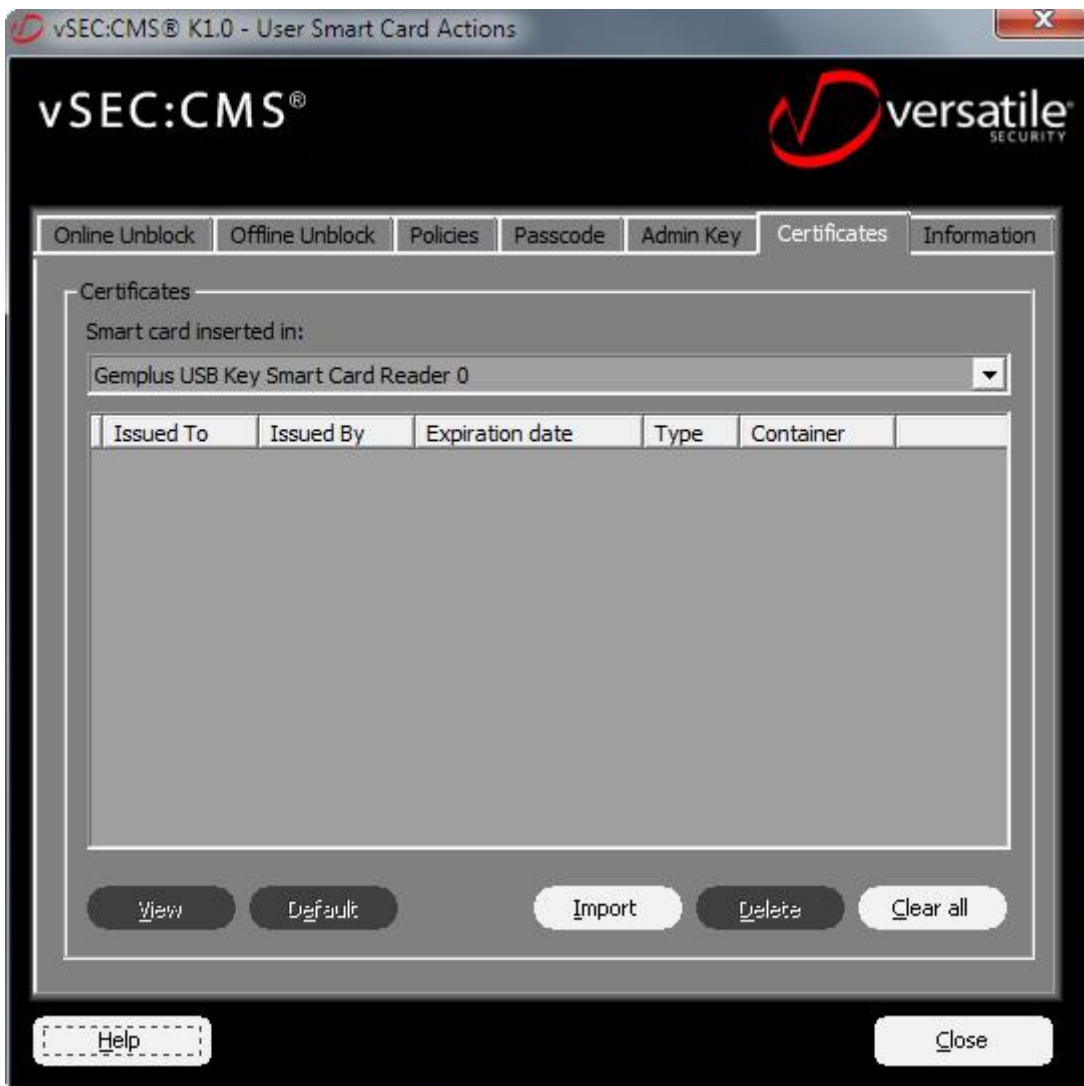 vSEC:CMS® K1.0 - User Smart Card Actions
X
vSEC:CMS®
versatile
SECURITY
Online Unblock Offline Unblock Policies Passcode Admin Key Certificates Information
Certificates
Smart card inserted in:
Gemplus USB Key Smart Card Reader 0
Issued To Issued By Expiration date Type Container
View Default Import Delete Clear all
Help Close